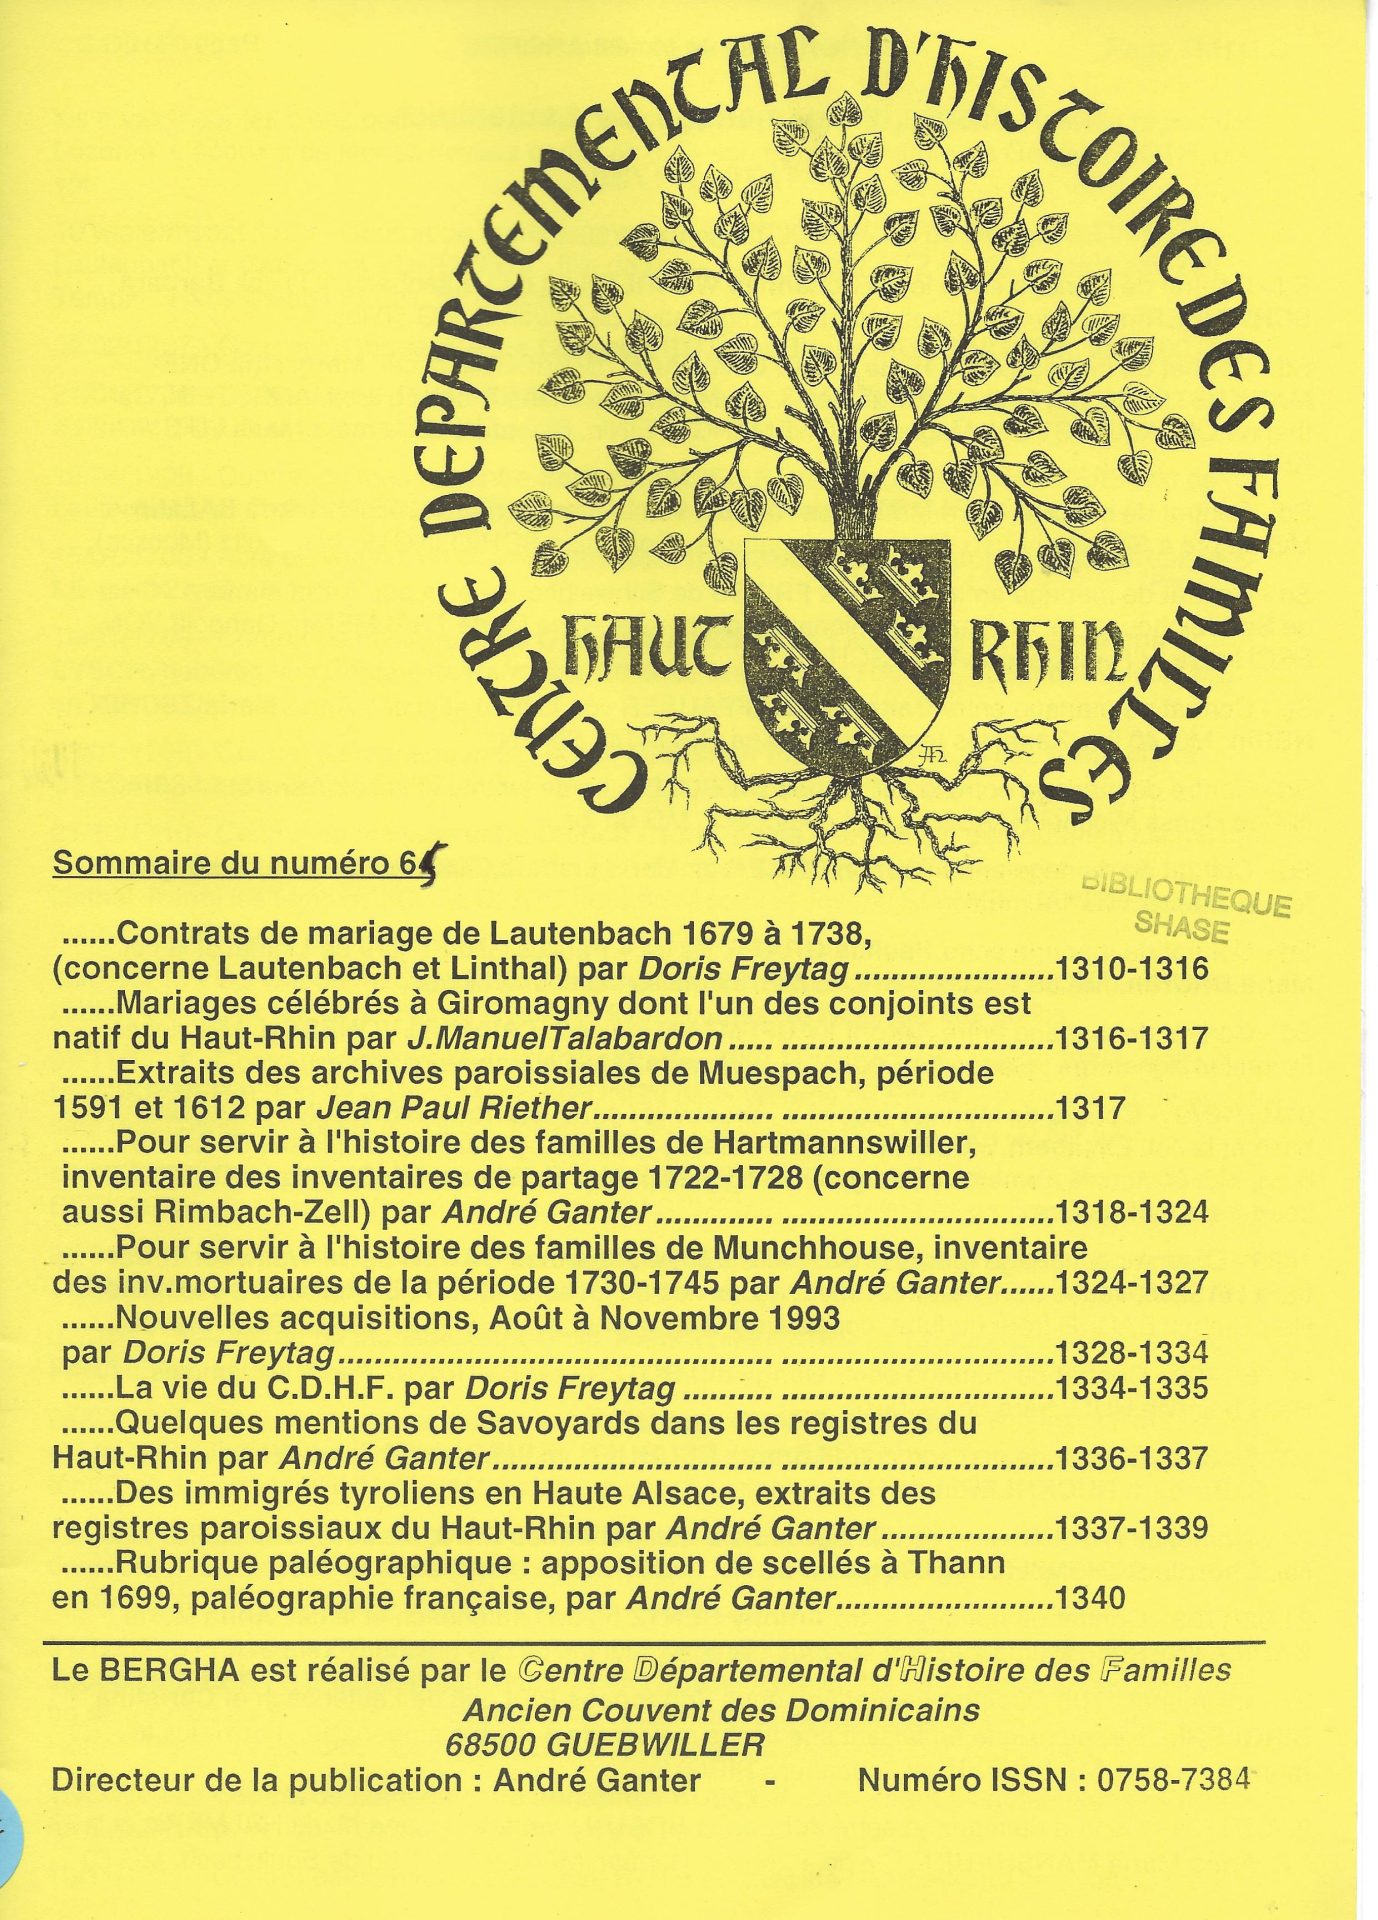 CENTRE DEPARTEMENTAL D'HISTOIRE DES FAMILLES
HAUT RHIN
Sommaire du numéro 65
BIBLIOTHEQUE
SHASE
......Contrats de mariage de Lautenbach 1679 à 1738,
(concerne Lautenbach et Linthal) par Doris Freytag......................1310-1316
......Mariages célébrés à Giromagny dont l'un des conjoints est
natif du Haut-Rhin par J.ManuelTalabardon ..... ..............................1316-1317
......Extraits des archives paroissiales de Muespach, période
1591 et 1612 par Jean Paul Riether.................... ..............................1317
......Pour servir à l'histoire des familles de Hartmannswiller,
inventaire des inventaires de partage 1722-1728 (concerne
aussi Rimbach-Zell) par André Ganter............. ..............................1318-1324
......Pour servir à l'histoire des familles de Munchhouse, inventaire
des inv.mortuaires de la période 1730-1745 par André Ganter......1324-1327
......Nouvelles acquisitions, Août à Novembre 1993
par Doris Freytag................................................ ..............................1328-1334
......La vie du C.D.H.F. par Doris Freytag .......... ..............................1334-1335
......Quelques mentions de Savoyards dans les registres du
Haut-Rhin par André Ganter............................... ..............................1336-1337
......Des immigrés tyroliens en Haute Alsace, extraits des
registres paroissiaux du Haut-Rhin par André Ganter ...................1337-1339
......Rubrique paléographique : apposition de scellés à Thann
en 1699, paléographie française, par André Ganter........................1340
Le BERGHA est réalisé par le Centre Départemental d'Histoire des Familles
Ancien Couvent des Dominicains
68500 GUEBWILLER
Directeur de la publication : André Ganter - Numéro ISSN : 0758-7384